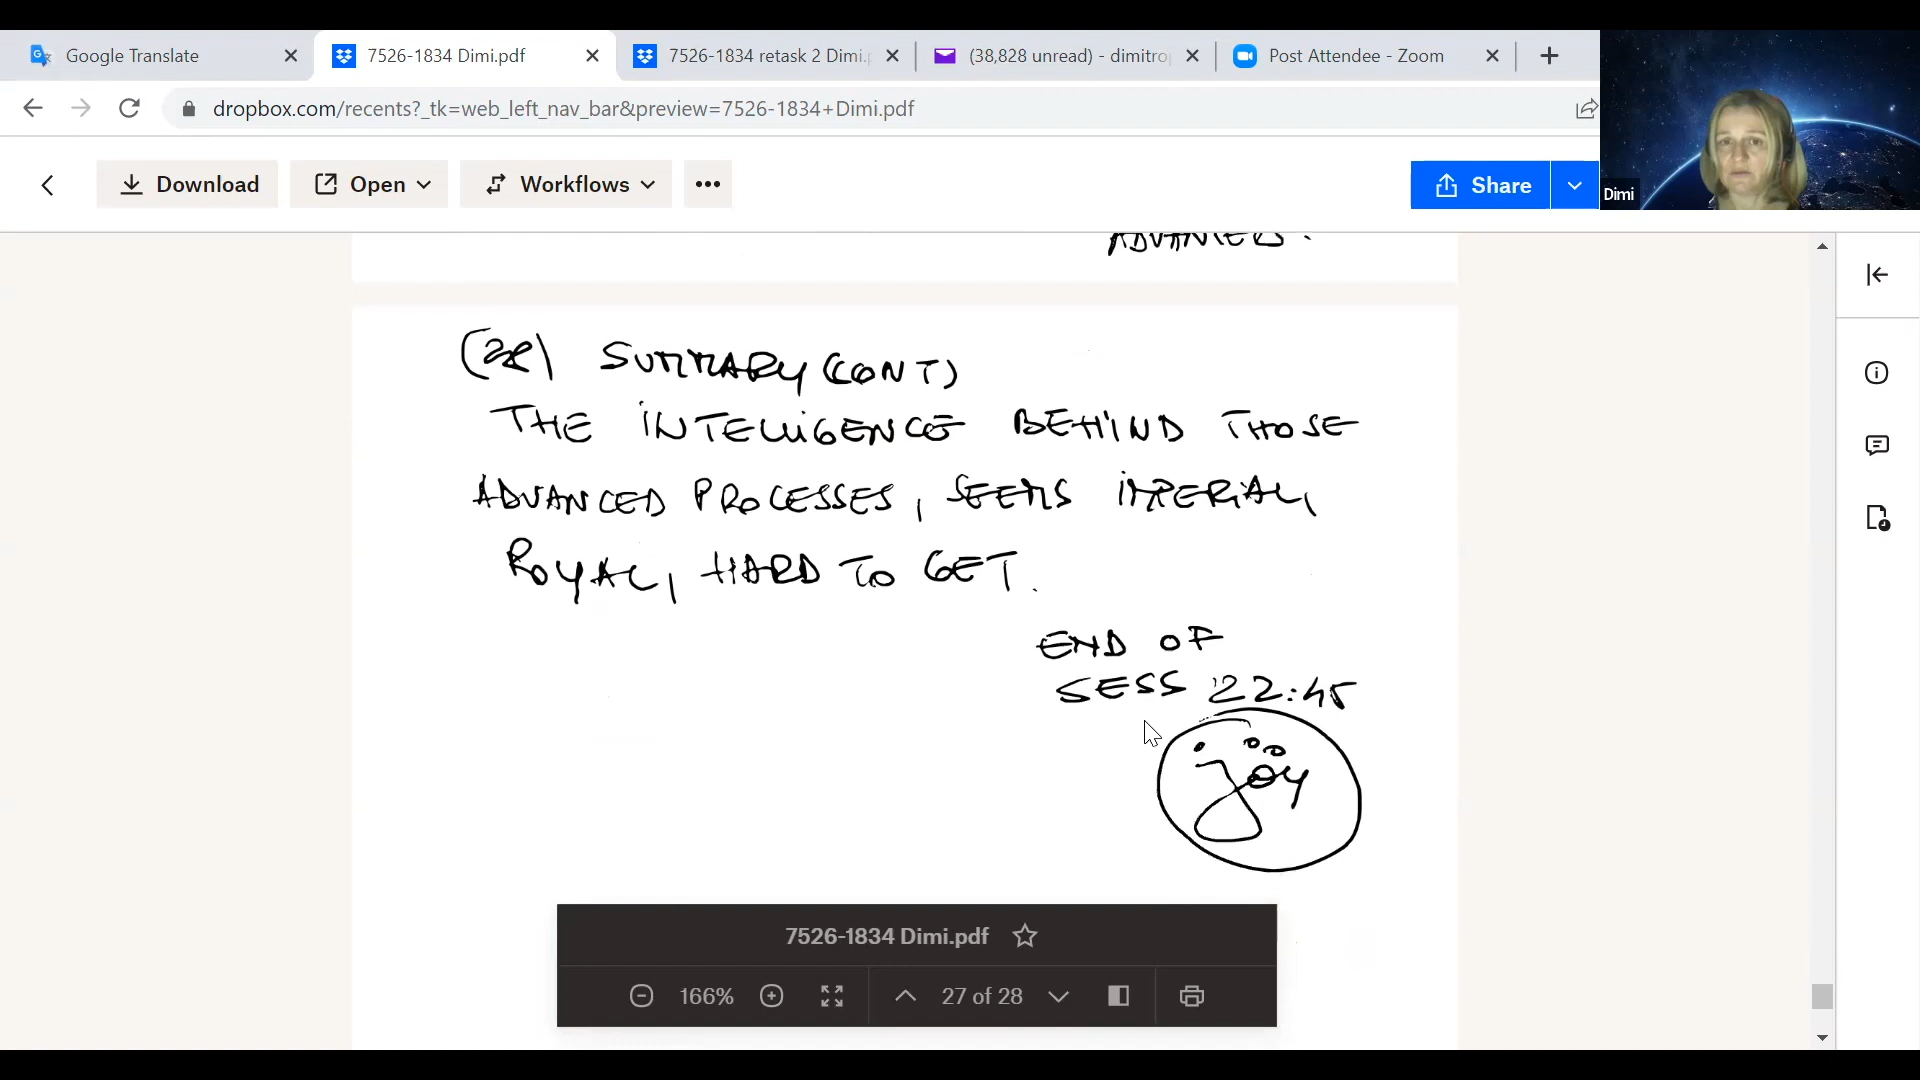 Google Translate
7526-1834 Dimi.pdf
7526-1834 retask 2 Dimi.
(38,828 unread) - dimitro
Post Attendee - Zoom
dropbox.com/recents?_tk=web_left_nav_bar&preview=7526-1834+Dimi.pdf
Download
Open
Workflows
Share
Dimi
ADVANCED.
(28) SUMMARY (CONT)
THE INTELLIGENCE BEHIND THOSE
ADVANCED PROCESSES, SEEMS IMPERIAL,
ROYAL, HARD TO GET.
END OF
SESS 22:45
joy
7526-1834 Dimi.pdf
166%
27 of 28